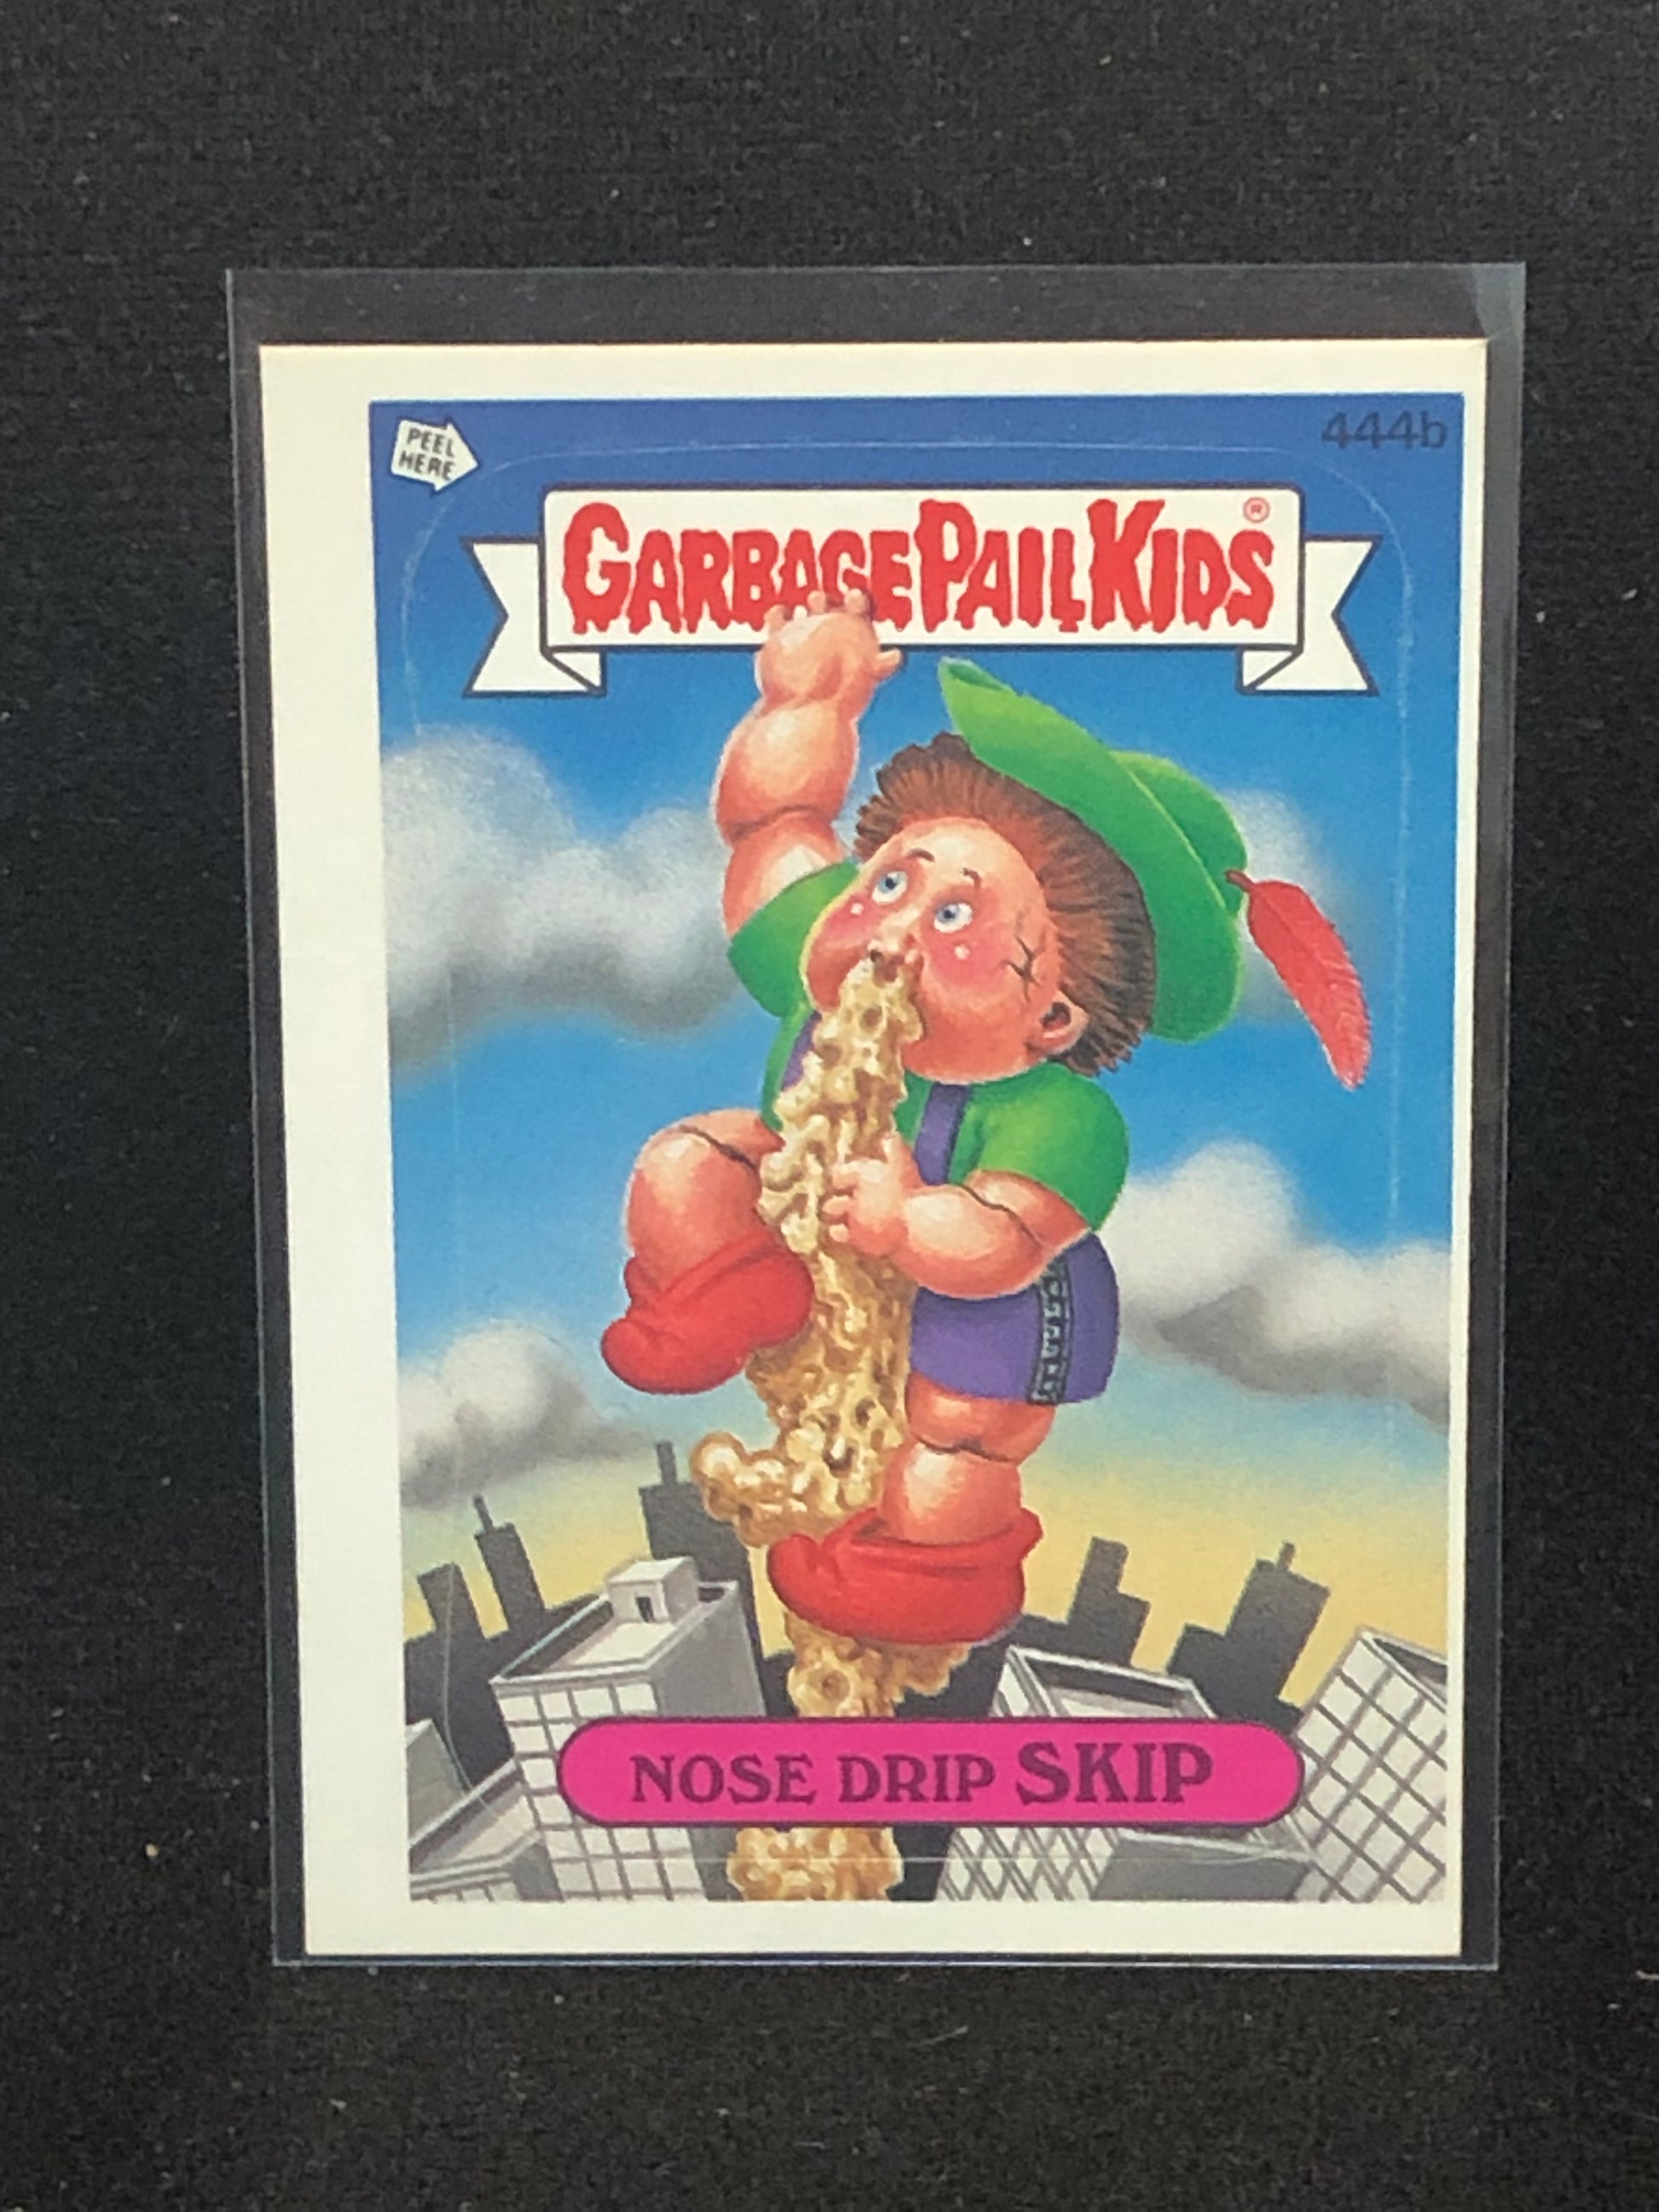 PEEL
HERE
444b
GARBAGE PAIL KIDS ®
NOSE DRIP SKIP